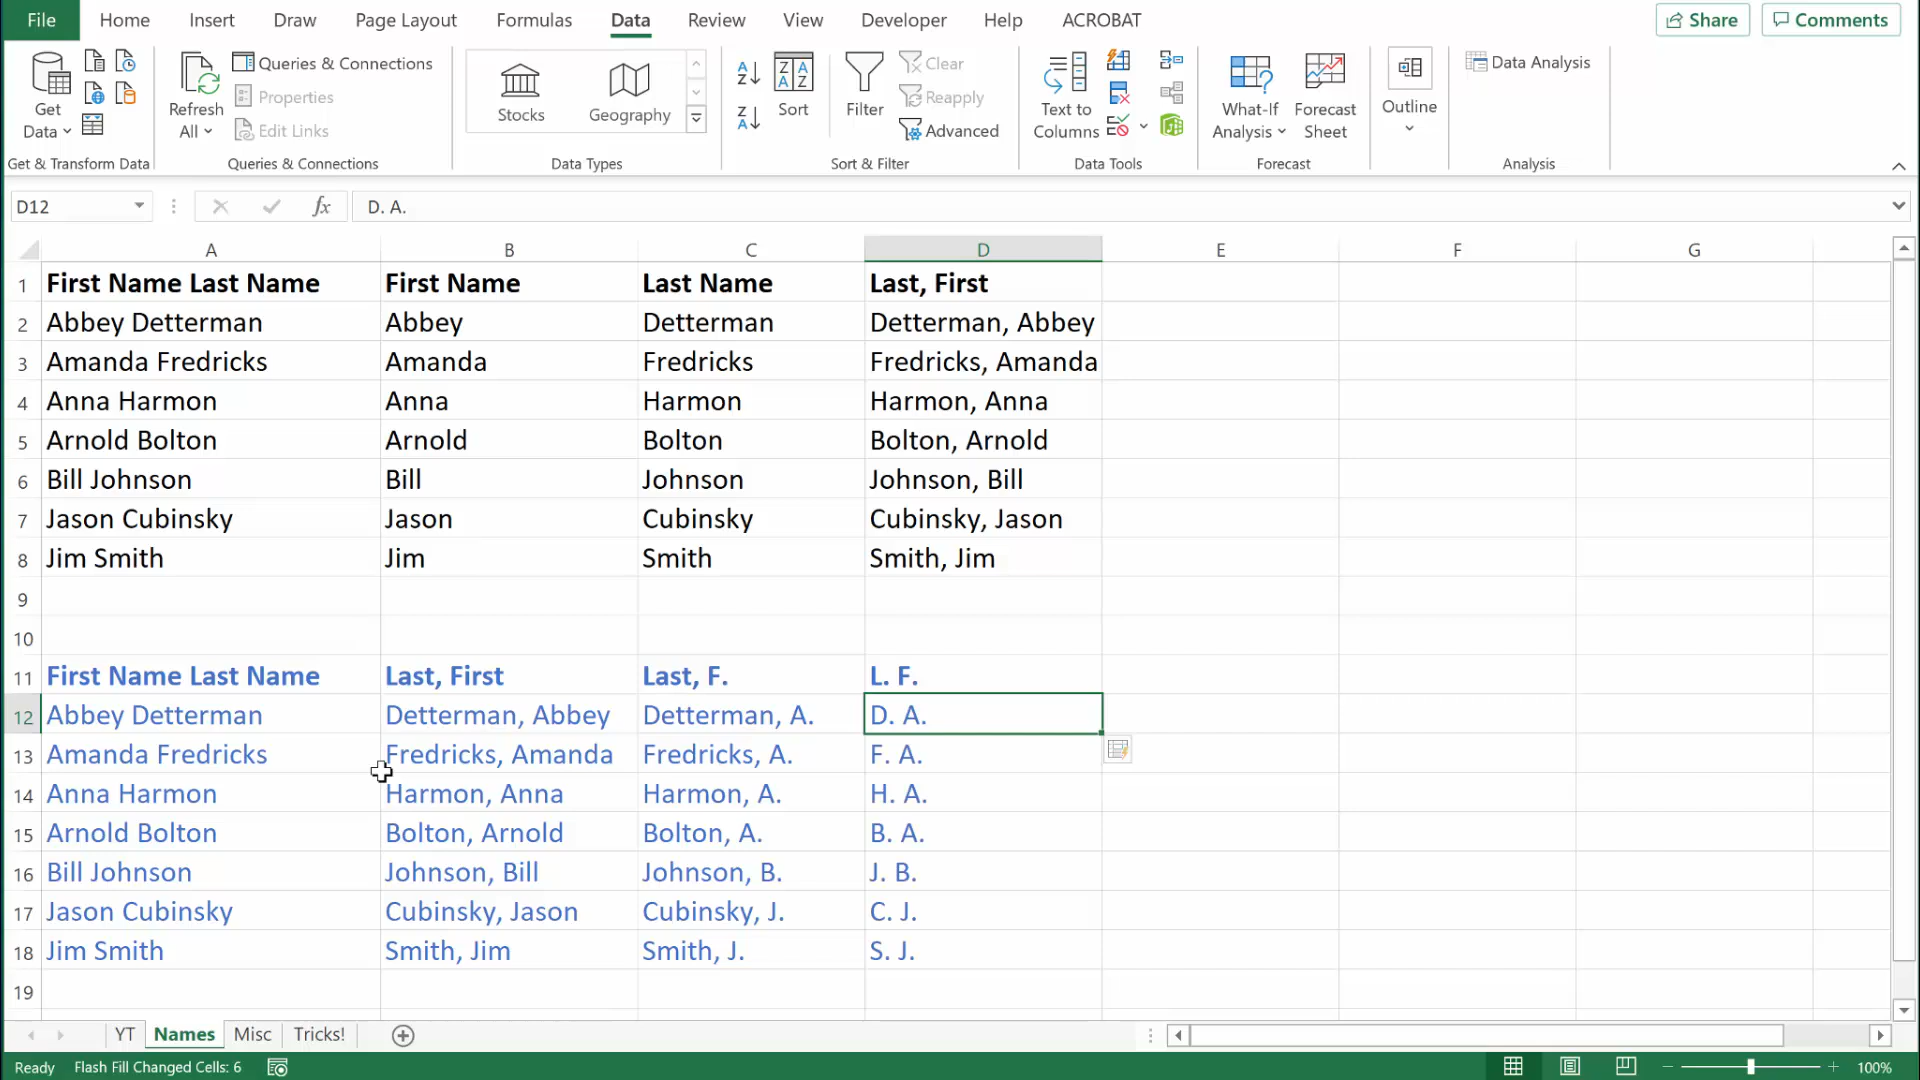 File Home Insert Draw Page Layout Formulas Data Review View Developer Help ACROBAT Share Comments
Get Data
Refresh All
Queries & Connections
Properties
Edit Links
Stocks
Geography
Sort
Filter
Clear
Reapply
Advanced
Text to Columns
What-If Analysis
Forecast Sheet
Outline
Data Analysis
Get & Transform Data Queries & Connections Data Types Sort & Filter Data Tools Forecast Analysis
D12 fx D. A.
A B C D E F G
1 First Name Last Name First Name Last Name Last, First
2 Abbey Detterman Abbey Detterman Detterman, Abbey
3 Amanda Fredricks Amanda Fredricks Fredricks, Amanda
4 Anna Harmon Anna Harmon Harmon, Anna
5 Arnold Bolton Arnold Bolton Bolton, Arnold
6 Bill Johnson Bill Johnson Johnson, Bill
7 Jason Cubinsky Jason Cubinsky Cubinsky, Jason
8 Jim Smith Jim Smith Smith, Jim
9
10
11 First Name Last Name Last, First Last, F. L. F.
12 Abbey Detterman Detterman, Abbey Detterman, A. D. A.
13 Amanda Fredricks Fredricks, Amanda Fredricks, A. F. A.
14 Anna Harmon Harmon, Anna Harmon, A. H. A.
15 Arnold Bolton Bolton, Arnold Bolton, A. B. A.
16 Bill Johnson Johnson, Bill Johnson, B. J. B.
17 Jason Cubinsky Cubinsky, Jason Cubinsky, J. C. J.
18 Jim Smith Smith, Jim Smith, J. S. J.
19
YT Names Misc Tricks!
Ready Flash Fill Changed Cells: 6 100%